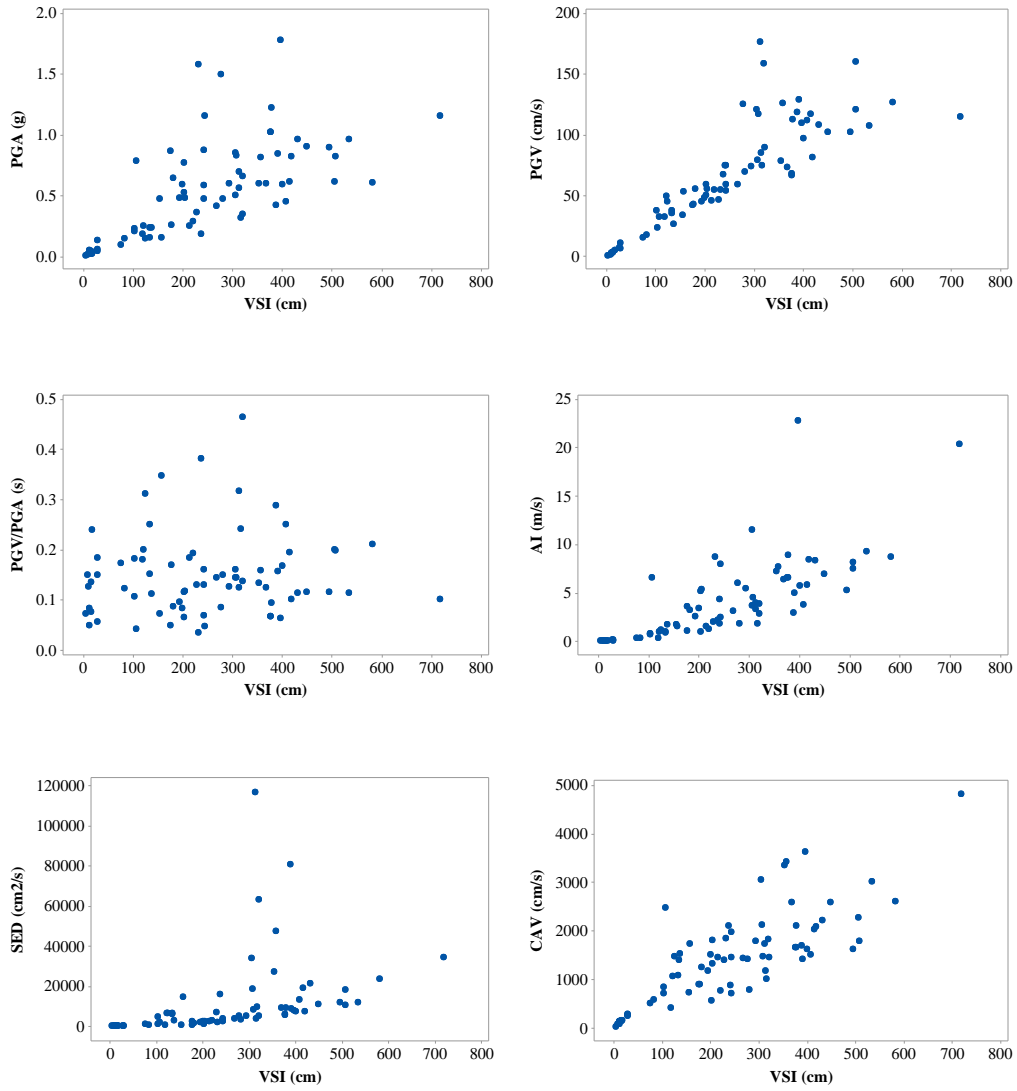 2.0
1.5
1.0
0.5
0.0
PGA (g)
0 100 200 300 400 500 600 700 800
VSI (cm)
200
150
100
50
0
PGV (cm/s)
0 100 200 300 400 500 600 700 800
VSI (cm)
0.5
0.4
0.3
0.2
0.1
0.0
PGV/PGA (s)
0 100 200 300 400 500 600 700 800
VSI (cm)
25
20
15
10
5
0
AI (m/s)
0 100 200 300 400 500 600 700 800
VSI (cm)
120000
100000
80000
60000
40000
20000
0
SED (cm2/s)
0 100 200 300 400 500 600 700 800
VSI (cm)
5000
4000
3000
2000
1000
0
CAV (cm/s)
0 100 200 300 400 500 600 700 800
VSI (cm)